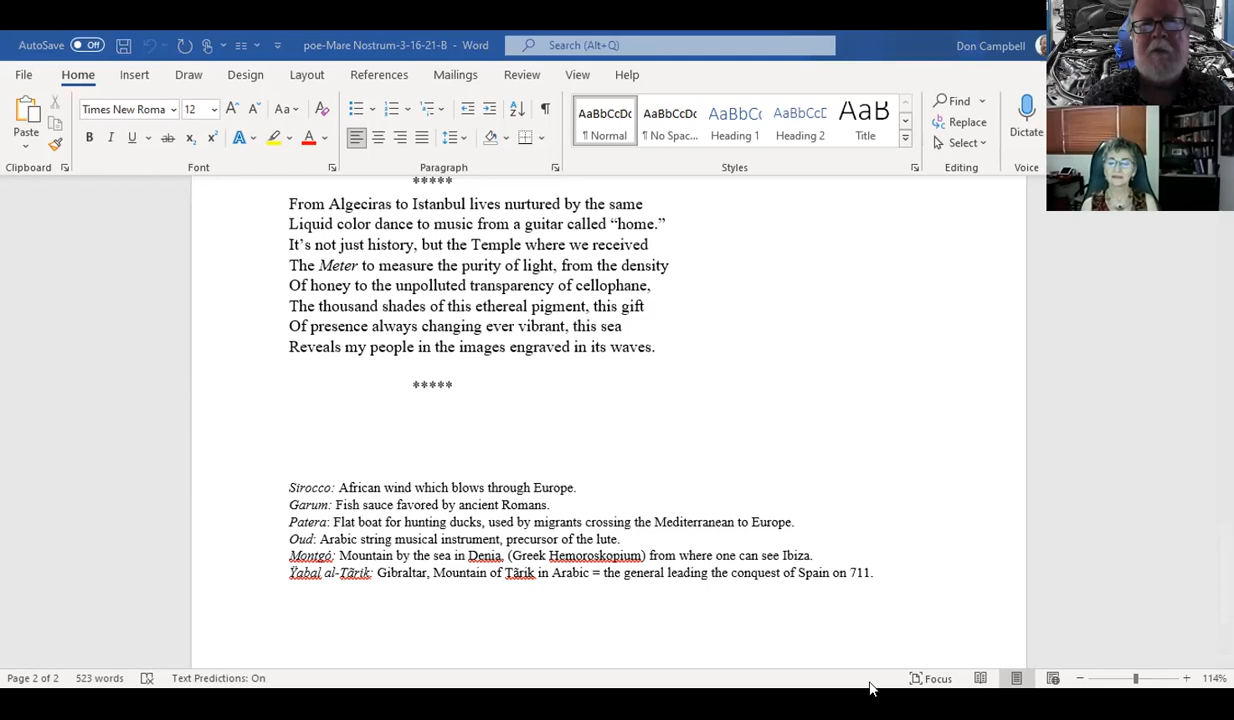 AutoSave Off poe-Mare Nostrum-3-16-21-B - Word Search (Alt+Q) Don Campbell
File Home Insert Draw Design Layout References Mailings Review View Help
Paste Times New Roma 12 Aa AaBbCcDc AaBbCcDc AaBbCc AaBbCcD AaB Find Replace Select Dictate
¶ Normal ¶ No Spac... Heading 1 Heading 2 Title
Clipboard Font Paragraph Styles Editing Voice
*****
From Algeciras to Istanbul lives nurtured by the same
Liquid color dance to music from a guitar called “home.”
It’s not just history, but the Temple where we received
The Meter to measure the purity of light, from the density
Of honey to the unpolluted transparency of cellophane,
The thousand shades of this ethereal pigment, this gift
Of presence always changing ever vibrant, this sea
Reveals my people in the images engraved in its waves.
*****
Sirocco: African wind which blows through Europe.
Garum: Fish sauce favored by ancient Romans.
Patera: Flat boat for hunting ducks, used by migrants crossing the Mediterranean to Europe.
Oud: Arabic string musical instrument, precursor of the lute.
Montgó: Mountain by the sea in Denia, (Greek Hemoroskopium) from where one can see Ibiza.
Ÿabal al-Tãrik: Gibraltar, Mountain of Tãrik in Arabic = the general leading the conquest of Spain on 711.
Page 2 of 2 523 words Text Predictions: On Focus 114%